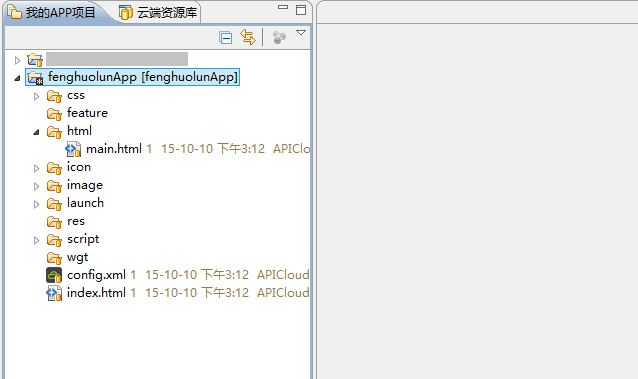 我的APP项目 云端资源库
fenghuolunApp [fenghuolunApp]
css
feature
html
main.html 1 15-10-10 下午3:12 APIClo
icon
image
launch
res
script
wgt
config.xml 1 15-10-10 下午3:12 APICloud
index.html 1 15-10-10 下午3:12 APICloud